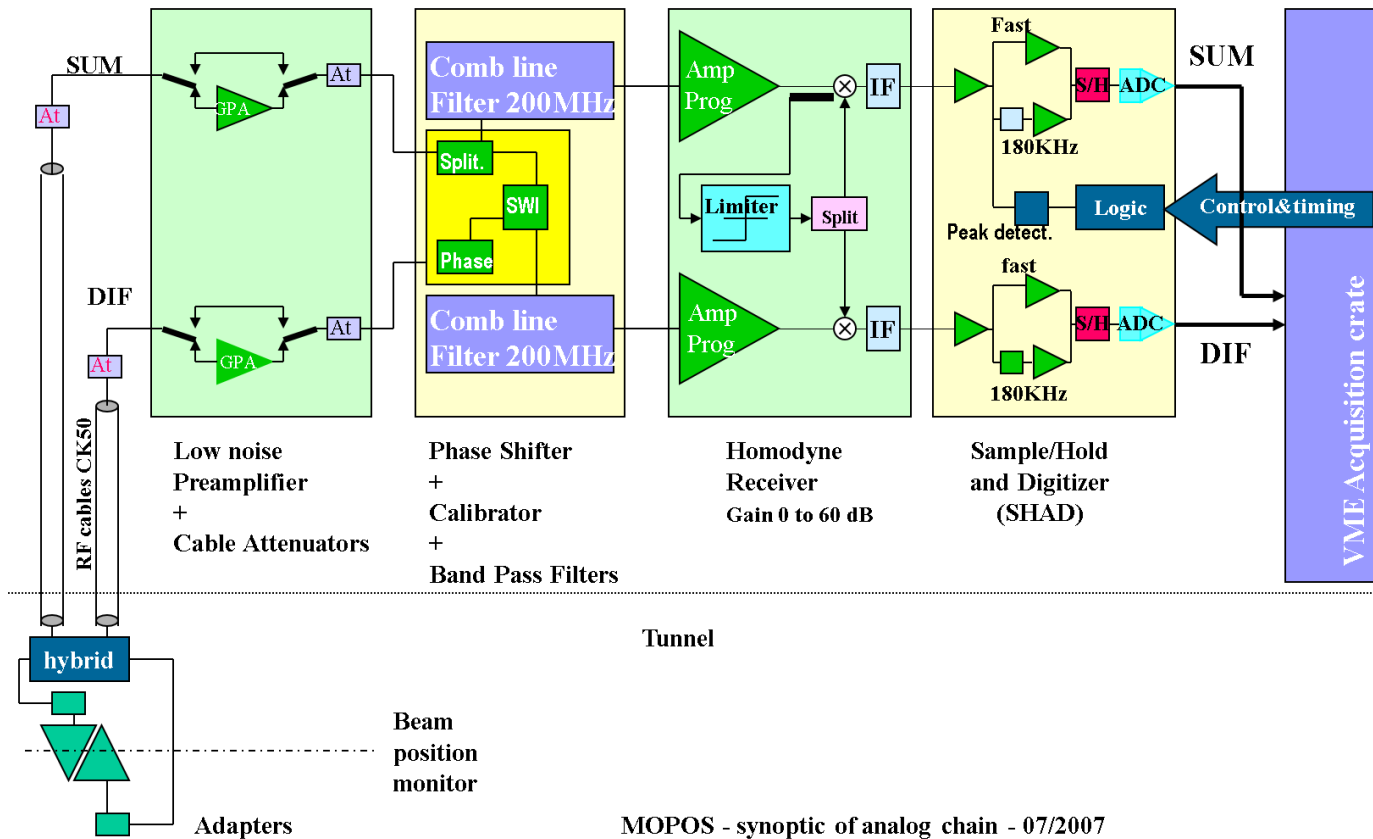 SUM
At
GPA
At
DIF
At
GPA
At
RF cables CK50
Low noise
Preamplifier
+
Cable Attenuators
Comb line
Filter 200MHz
Split.
SWI
Phase
Comb line
Filter 200MHz
Phase Shifter
+
Calibrator
+
Band Pass Filters
Amp
Prog
IF
Limiter
Split
Amp
Prog
IF
Homodyne
Receiver
Gain 0 to 60 dB
Fast
S/H
ADC
180KHz
Peak detect.
Logic
Control&timing
fast
S/H
ADC
180KHz
Sample/Hold
and Digitizer
(SHAD)
SUM
DIF
VME Acquisition crate
Tunnel
hybrid
Beam
position
monitor
Adapters
MOPOS - synoptic of analog chain - 07/2007